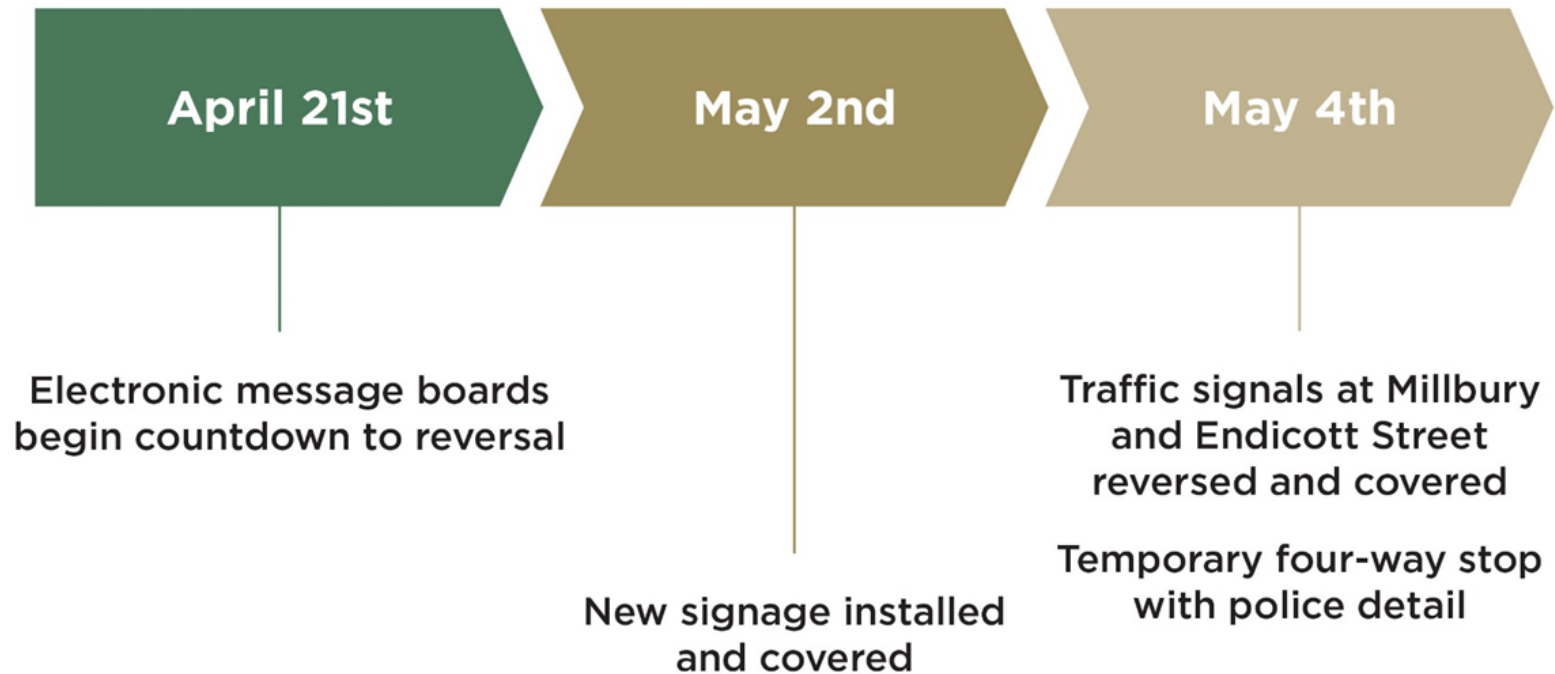 April 21st
May 2nd
May 4th
Electronic message boards
begin countdown to reversal
New signage installed
and covered
Traffic signals at Millbury
and Endicott Street
reversed and covered
Temporary four-way stop
with police detail